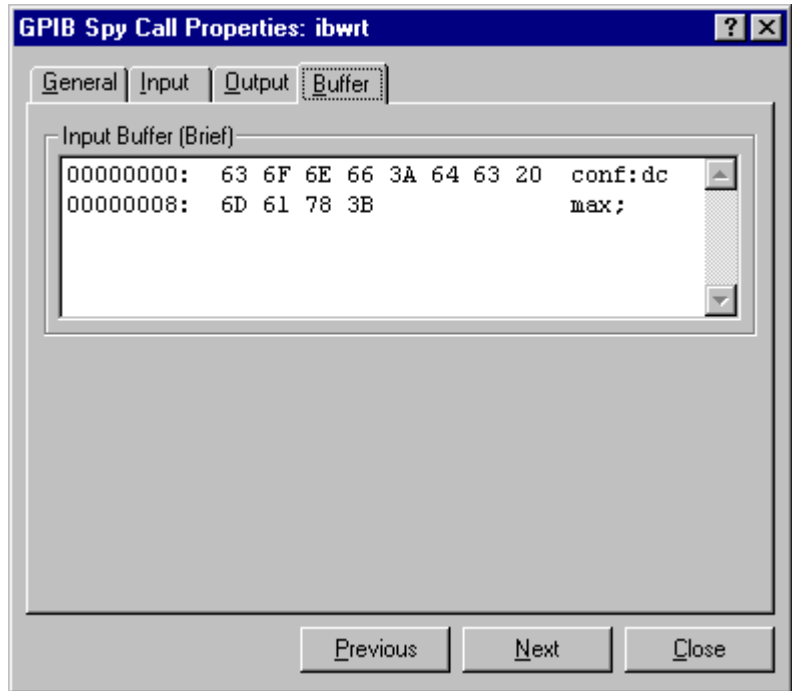 GPIB Spy Call Properties: ibwrt
General Input Output Buffer
Input Buffer (Brief)
00000000: 63 6F 6E 66 3A 64 63 20 conf:dc
00000008: 6D 61 78 3B max;
Previous Next Close